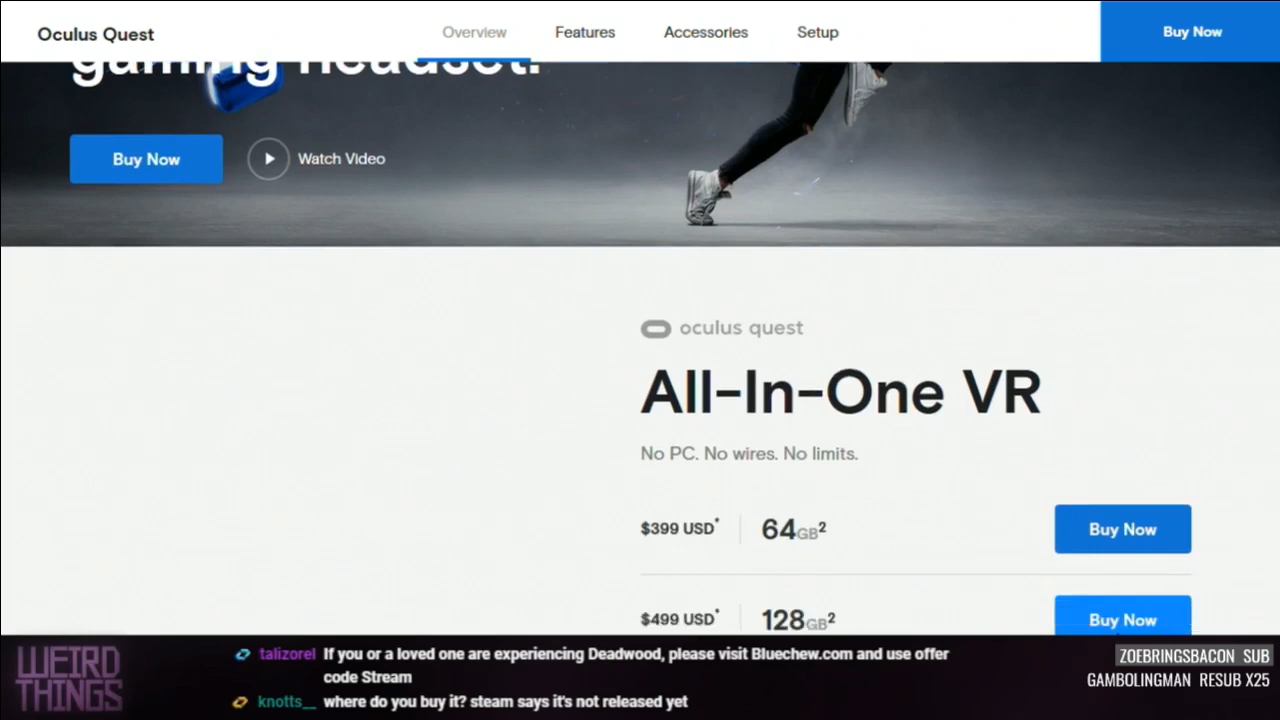 Oculus Quest
Overview
Features
Accessories
Setup
Buy Now
gaming headset!
Buy Now
Watch Video
oculus quest
All-In-One VR
No PC. No wires. No limits.
$399 USD*
64GB2
Buy Now
$499 USD*
128GB2
Buy Now
WEIRD
THINGS
talizorel If you or a loved one are experiencing Deadwood, please visit Bluechew.com and use offer
code Stream
knotts__ where do you buy it? steam says it's not released yet
ZOEBRINGSBACON SUB
GAMBOLINGMAN RESUB X25